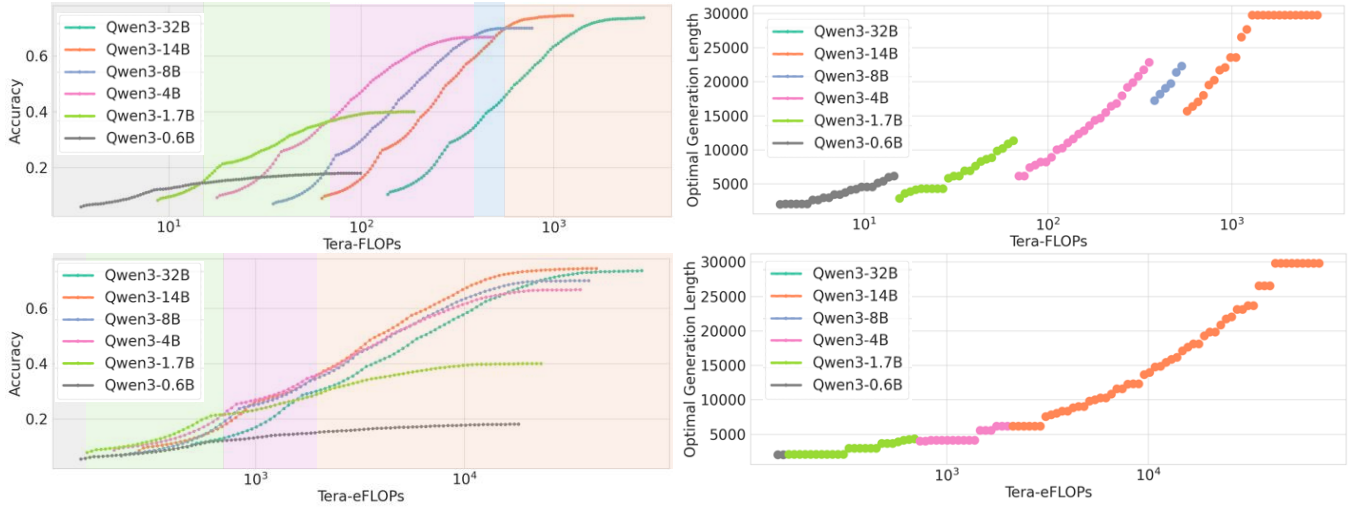 Accuracy
0.6
0.4
0.2
Qwen3-32B
Qwen3-14B
Qwen3-8B
Qwen3-4B
Qwen3-1.7B
Qwen3-0.6B
10¹
10²
10³
Tera-FLOPs
Optimal Generation Length
30000
25000
20000
15000
10000
5000
Qwen3-32B
Qwen3-14B
Qwen3-8B
Qwen3-4B
Qwen3-1.7B
Qwen3-0.6B
10¹
10²
10³
Tera-FLOPs
Accuracy
0.6
0.4
0.2
Qwen3-32B
Qwen3-14B
Qwen3-8B
Qwen3-4B
Qwen3-1.7B
Qwen3-0.6B
10³
10⁴
Tera-eFLOPs
Optimal Generation Length
30000
25000
20000
15000
10000
5000
Qwen3-32B
Qwen3-14B
Qwen3-8B
Qwen3-4B
Qwen3-1.7B
Qwen3-0.6B
10³
10⁴
Tera-eFLOPs